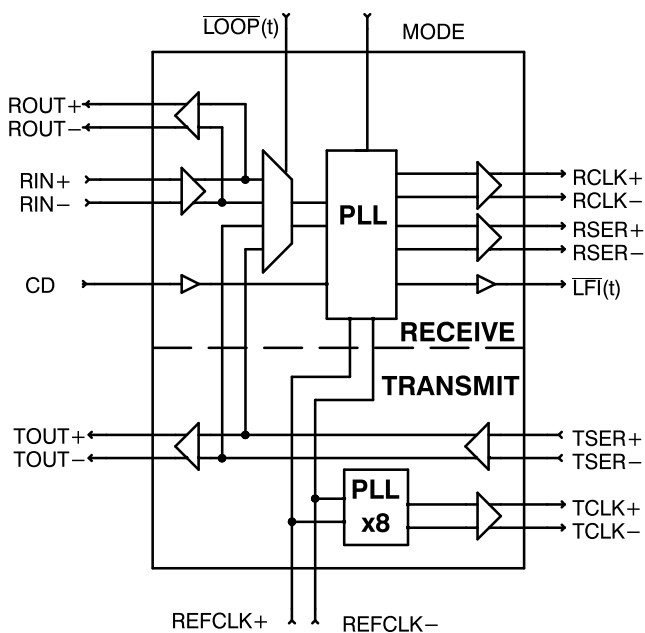 LOOP(t)
MODE
ROUT+
ROUT−
RIN+
RIN−
CD
PLL
RCLK+
RCLK−
RSER+
RSER−
LFI(t)
RECEIVE
TRANSMIT
TOUT+
TOUT−
TSER+
TSER−
PLL
x8
TCLK+
TCLK−
REFCLK+
REFCLK−